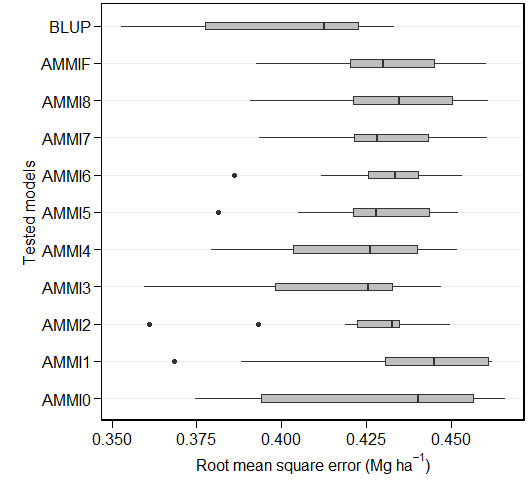 BLUP
AMMIF
AMMI8
AMMI7
AMMI6
AMMI5
AMMI4
AMMI3
AMMI2
AMMI1
AMMI0
Tested models
0.350 0.375 0.400 0.425 0.450
Root mean square error (Mg ha⁻¹)